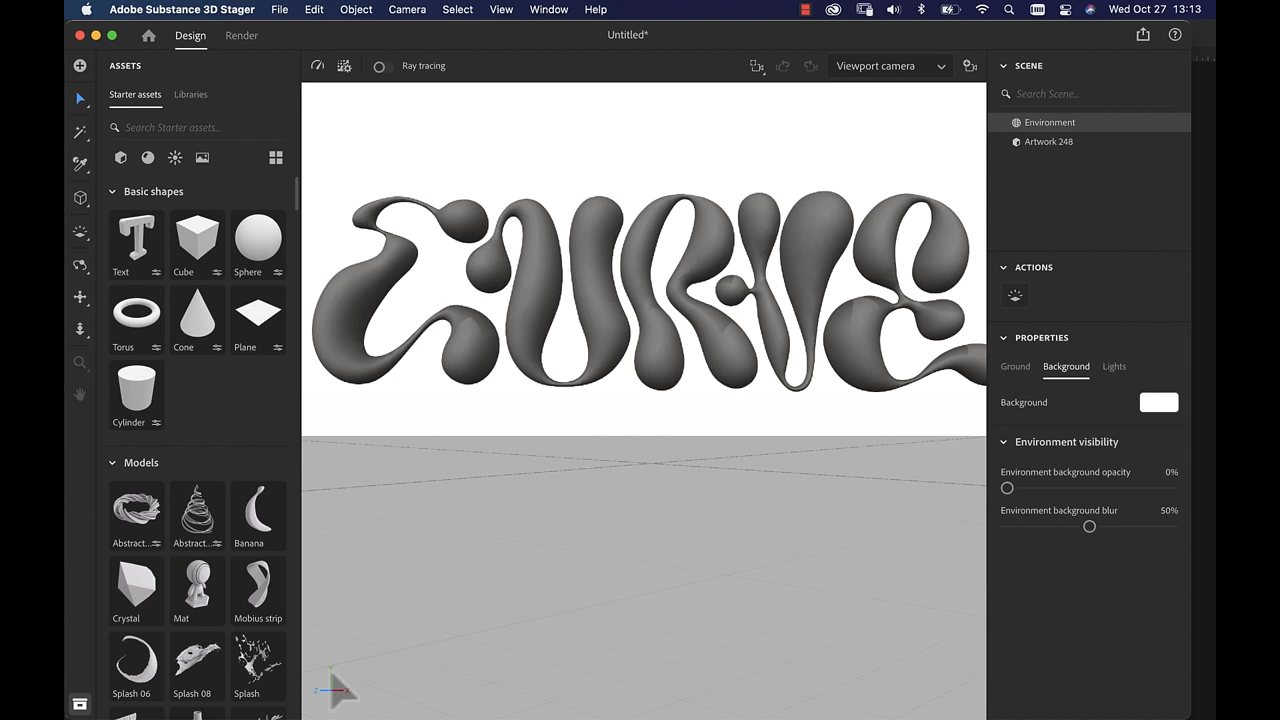 Adobe Substance 3D Stager File Edit Object Camera Select View Window Help Wed Oct 27 13:13
Design Render Untitled*
ASSETS
Starter assets Libraries
Search Starter assets...
Basic shapes
Text Cube Sphere
Torus Cone Plane
Cylinder
Models
Abstract... Abstract... Banana
Crystal Mat Mobius strip
Splash 06 Splash 08 Splash
Ray tracing Viewport camera
CURVE
Y
Z X
SCENE
Search Scene...
Environment
Artwork 248
ACTIONS
PROPERTIES
Ground Background Lights
Background
Environment visibility
Environment background opacity 0%
Environment background blur 50%